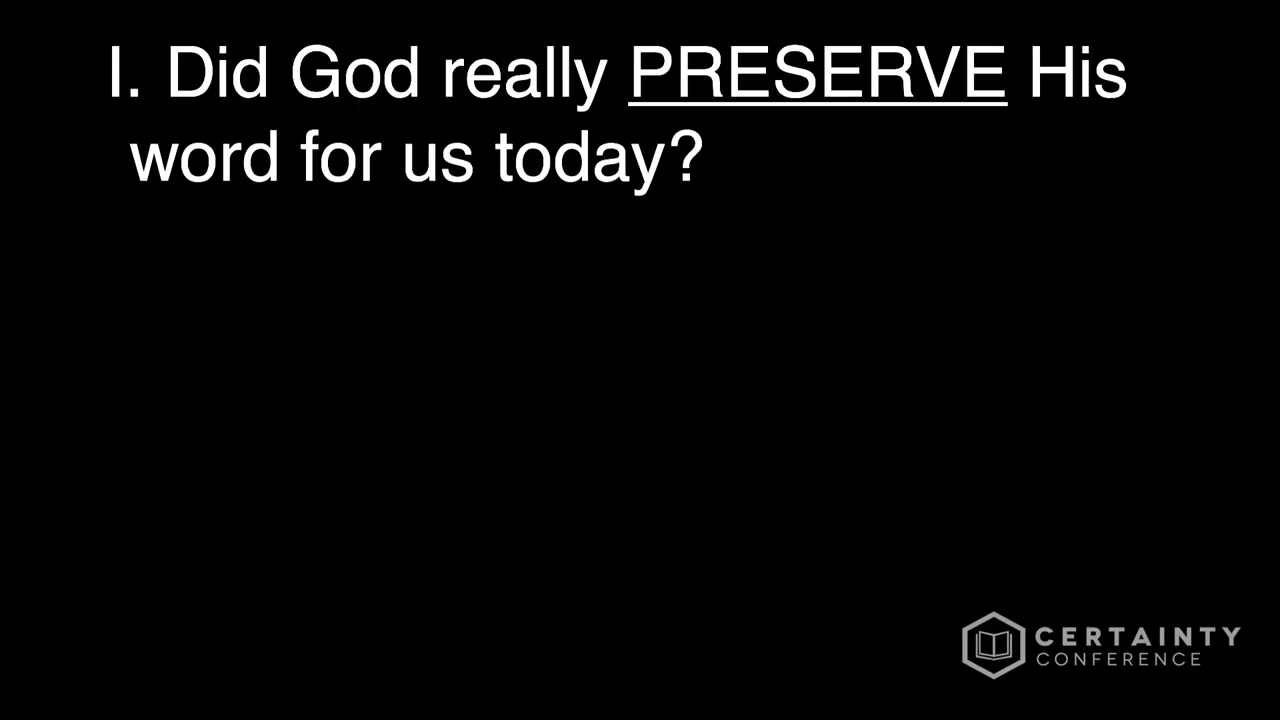 I. Did God really PRESERVE His
word for us today?
CERTAINTY
CONFERENCE